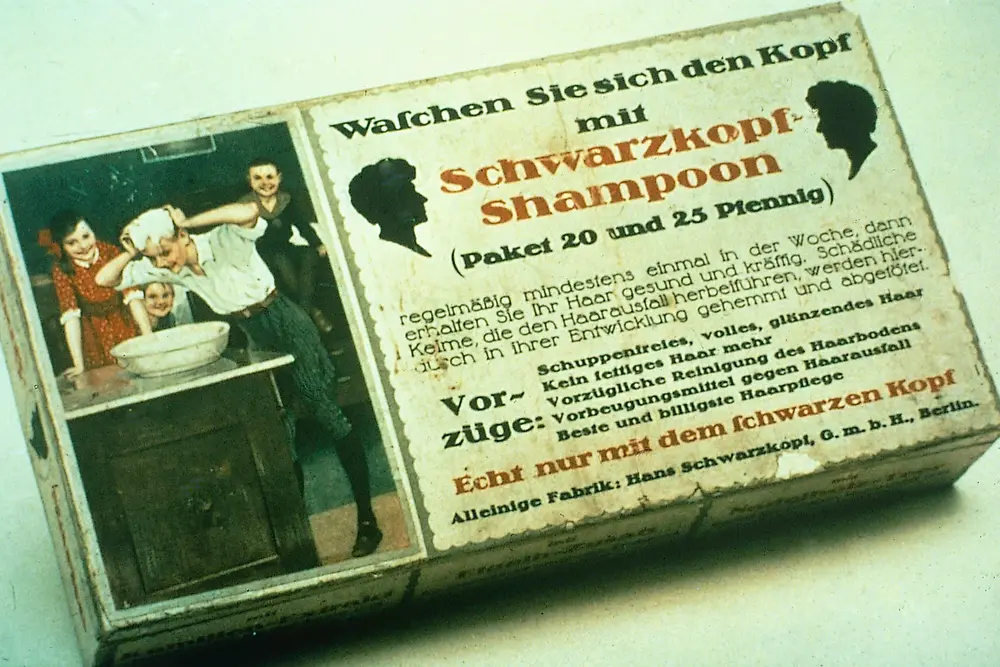 Waſchen Sie sich den Kopf
mit
Schwarzkopf-
Shampoon
(Paket 20 und 25 Pfennig)
regelmäßig mindestens einmal in der Woche, dann
erhalten Sie Ihr Haar gesund und kräftig. Schädliche
Keime, die den Haarausfall herbeiführen, werden hier-
durch in ihrer Entwicklung gehemmt und abgetötet.
Vor-
züge:
Schuppenfreies, volles, glänzendes Haar
Kein fettiges Haar mehr
Vorzügliche Reinigung des Haarbodens
Vorbeugungsmittel gegen Haarausfall
Beste und billigste Haarpflege
Echt nur mit dem ſchwarzen Kopf
Alleinige Fabrik: Hans Schwarzkopf, G. m. b. H., Berlin.
mit
mit
mit